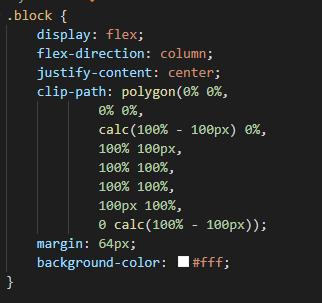 .block {
display: flex;
flex-direction: column;
justify-content: center;
clip-path: polygon(0% 0%,
0% 0%,
calc(100% - 100px) 0%,
100% 100px,
100% 100%,
100% 100%,
100px 100%,
0 calc(100% - 100px));
margin: 64px;
background-color: #fff;
}